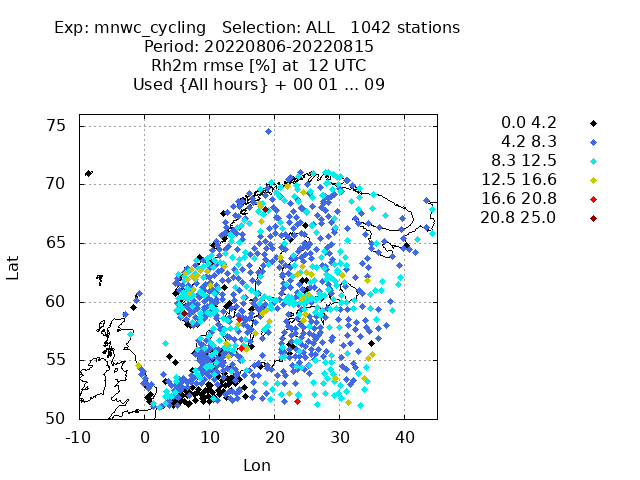 Exp: mnwc_cycling   Selection: ALL   1042 stations
Period: 20220806-20220815
Rh2m rmse [%] at  12 UTC
Used {All hours} + 00 01 ... 09
0.0 4.2
4.2 8.3
8.3 12.5
12.5 16.6
16.6 20.8
20.8 25.0
75
70
65
60
55
50
Lat
-10 0 10 20 30 40
Lon